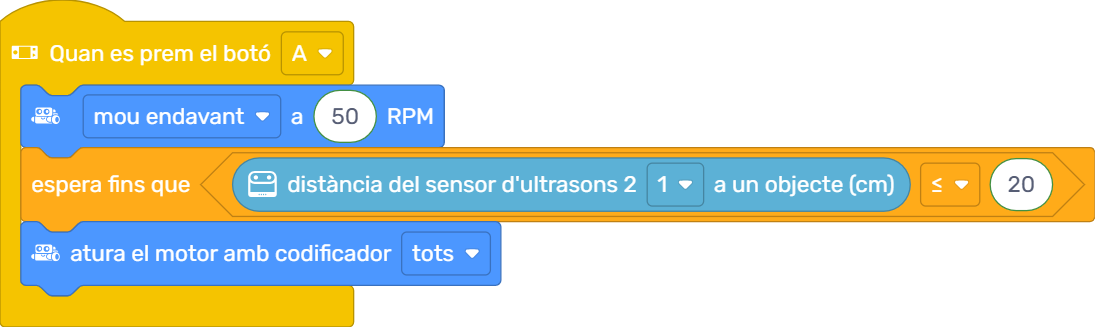 Quan es prem el botó A
mou endavant a 50 RPM
espera fins que distància del sensor d'ultrasons 2 1 a un objecte (cm) ≤ 20
atura el motor amb codificador tots